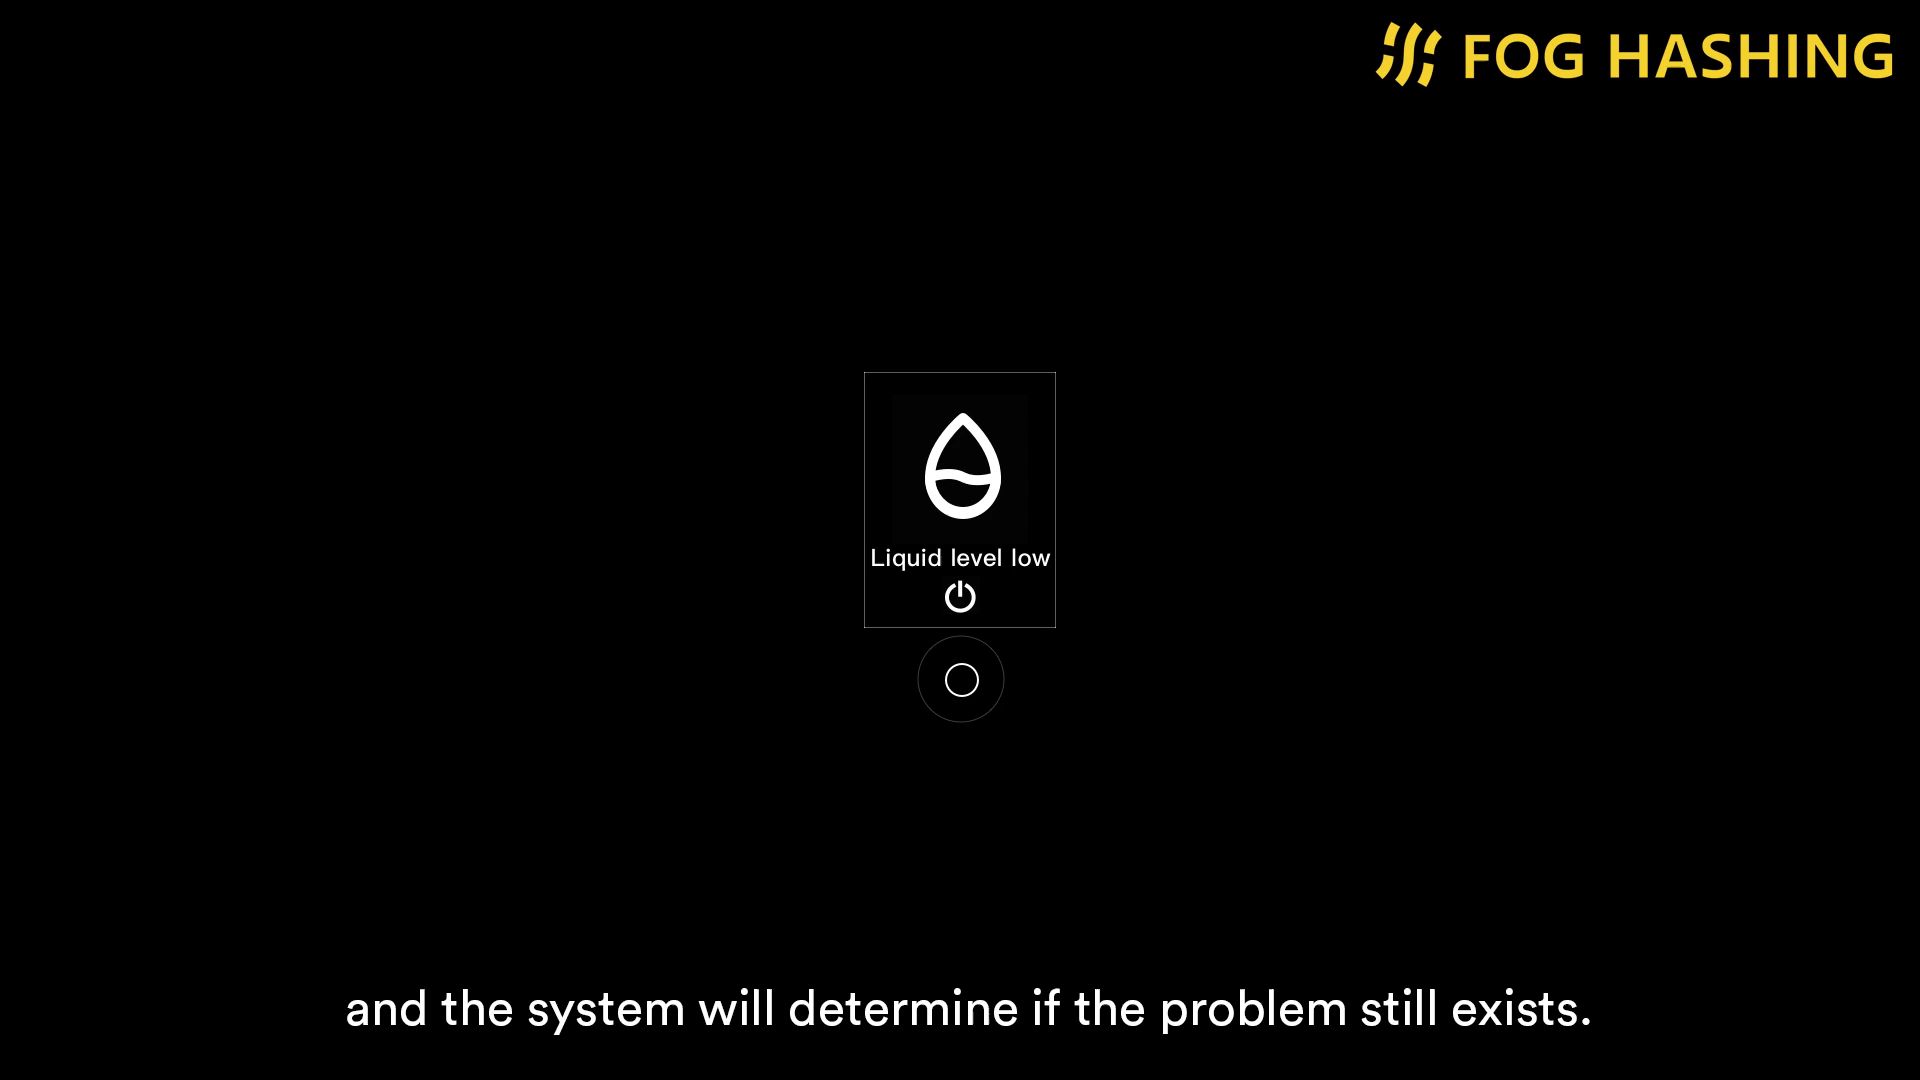 FOG HASHING
Liquid level low
and the system will determine if the problem still exists.